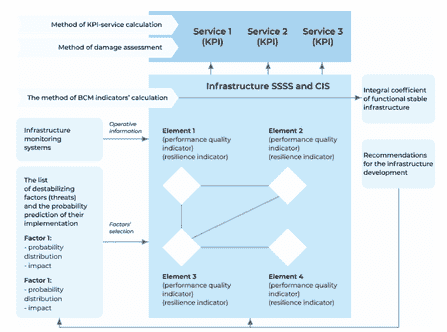 Method of KPI-service calculation
Method of damage assessment
Service 1
(KPI)
Service 2
(KPI)
Service 3
(KPI)
Infrastructure SSSS and CIS
The method of BCM indicators' calculation
Integral coefficient
of functional stable
infrastructure
Infrastructure
monitoring
systems
Operative
information
Element 1
(performance quality
indicator)
(resilience indicator)
Element 2
(performance quality
indicator)
(resilience indicator)
Recommendations
for the infrastructure
development
The list
of destabilizing
factors (threats)
and the probability
prediction of their
implementation
Factor 1:
- probability
distribution
- impact
Factor 1:
- probability
distribution
- impact
Factors'
selection
Element 3
(performance quality
indicator)
(resilience indicator)
Element 4
(performance quality
indicator)
(resilience indicator)